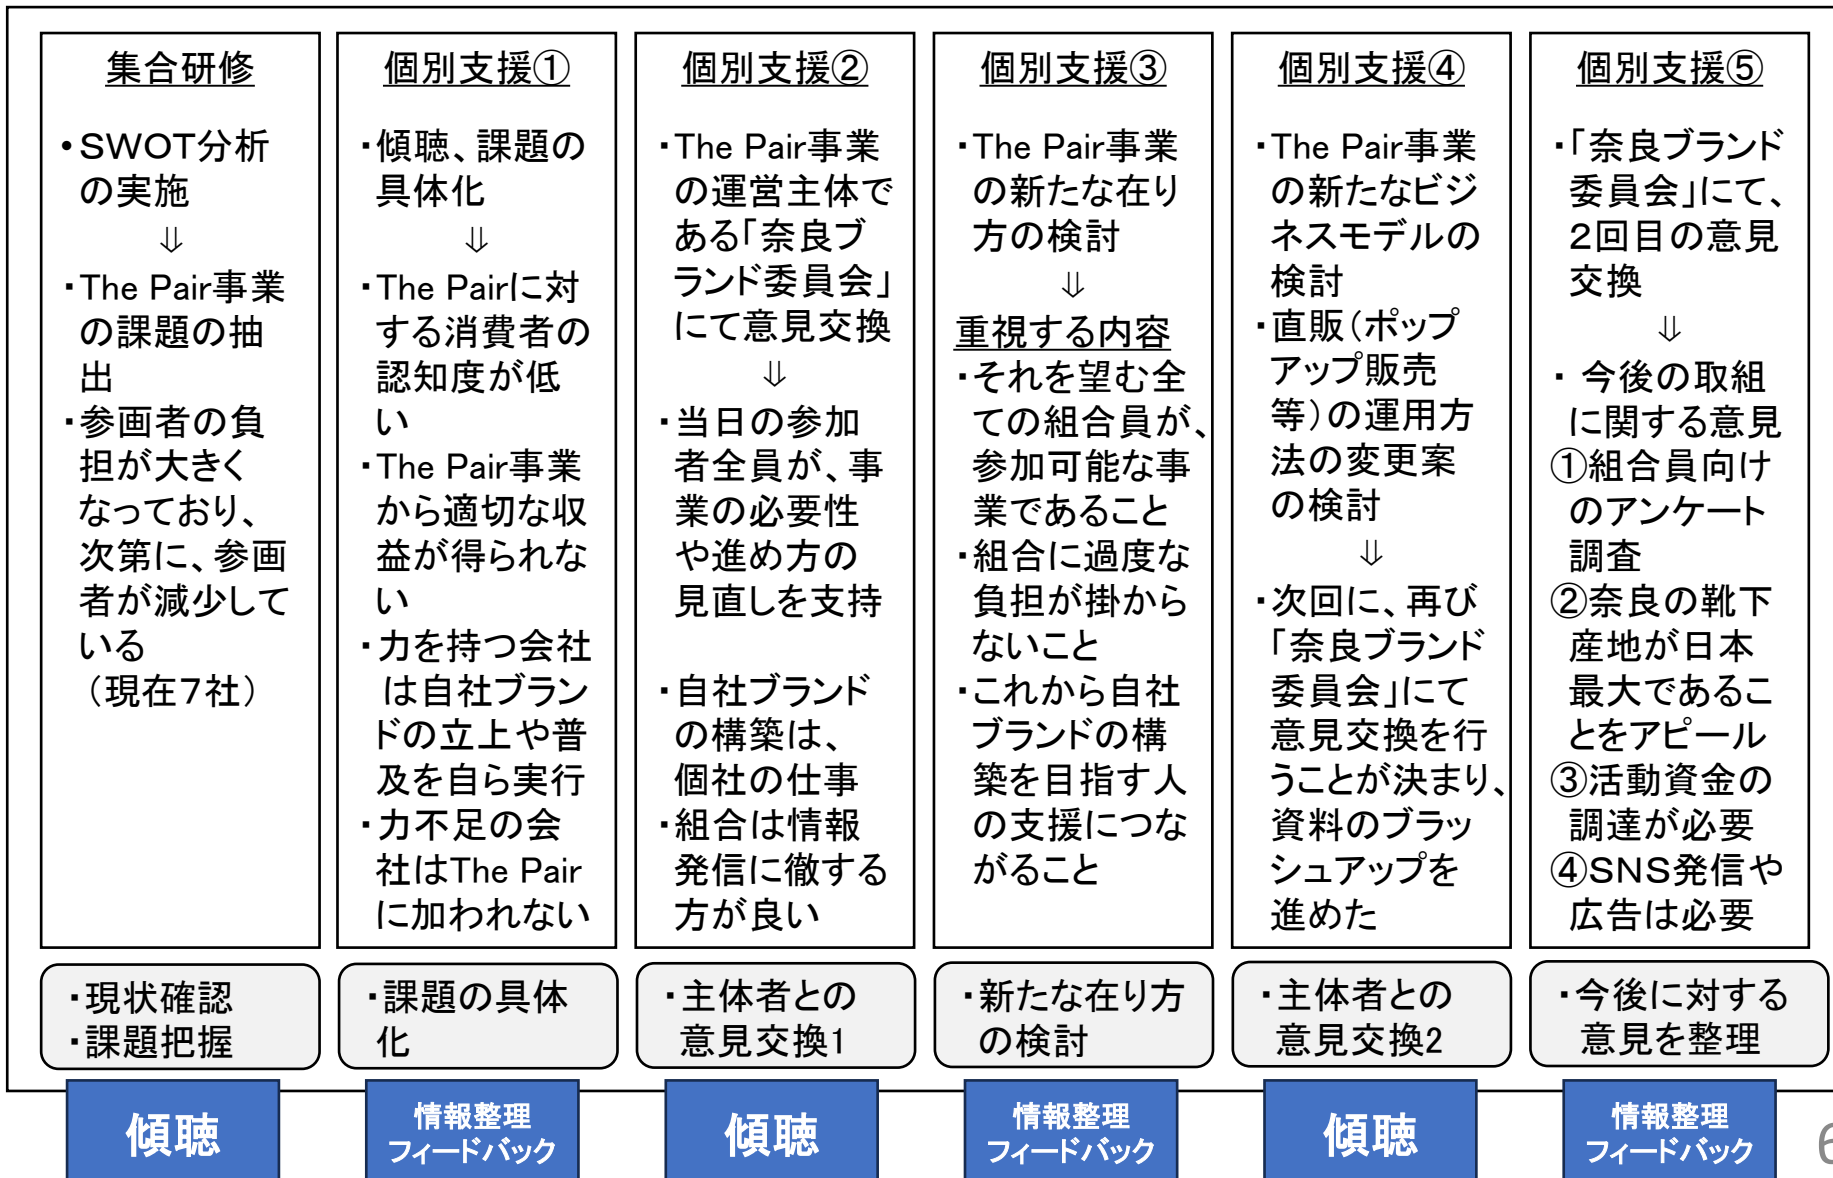 集合研修
•SWOT分析
の実施
⇓
・The Pair事業
の課題の抽
出
・参画者の負
担が大きく
なっており、
次第に、参画
者が減少して
いる
（現在７社）
個別支援①
・傾聴、課題の
具体化
⇓
・The Pairに対
する消費者の
認知度が低
い
・The Pair事業
から適切な収
益が得られな
い
・力を持つ会社
は自社ブラン
ドの立上や普
及を自ら実行
・力不足の会
社はThe Pair
に加われない
個別支援②
・The Pair事業
の運営主体で
ある「奈良ブ
ランド委員会」
にて意見交換
⇓
・当日の参加
者全員が、事
業の必要性
や進め方の
見直しを支持
・自社ブランド
の構築は、
個社の仕事
・組合は情報
発信に徹する
方が良い
個別支援③
・The Pair事業
の新たな在り
方の検討
⇓
重視する内容
・それを望む全
ての組合員が、
参加可能な事
業であること
・組合に過度な
負担が掛から
ないこと
・これから自社
ブランドの構
築を目指す人
の支援につな
がること
個別支援④
・The Pair事業
の新たなビジ
ネスモデルの
検討
・直販（ポップ
アップ販売
等）の運用方
法の変更案
の検討
⇓
・次回に、再び
「奈良ブランド
委員会」にて
意見交換を行
うことが決まり、
資料のブラッ
シュアップを
進めた
個別支援⑤
・「奈良ブランド
委員会」にて、
２回目の意見
交換
⇓
・ 今後の取組
に関する意見
①組合員向け
のアンケート
調査
②奈良の靴下
産地が日本
最大であるこ
とをアピール
③活動資金の
調達が必要
④SNS発信や
広告は必要
・現状確認
・課題把握
・課題の具体
化
・主体者との
意見交換1
・新たな在り方
の検討
・主体者との
意見交換2
・今後に対する
意見を整理
傾聴
情報整理
フィードバック
傾聴
情報整理
フィードバック
傾聴
情報整理
フィードバック
6